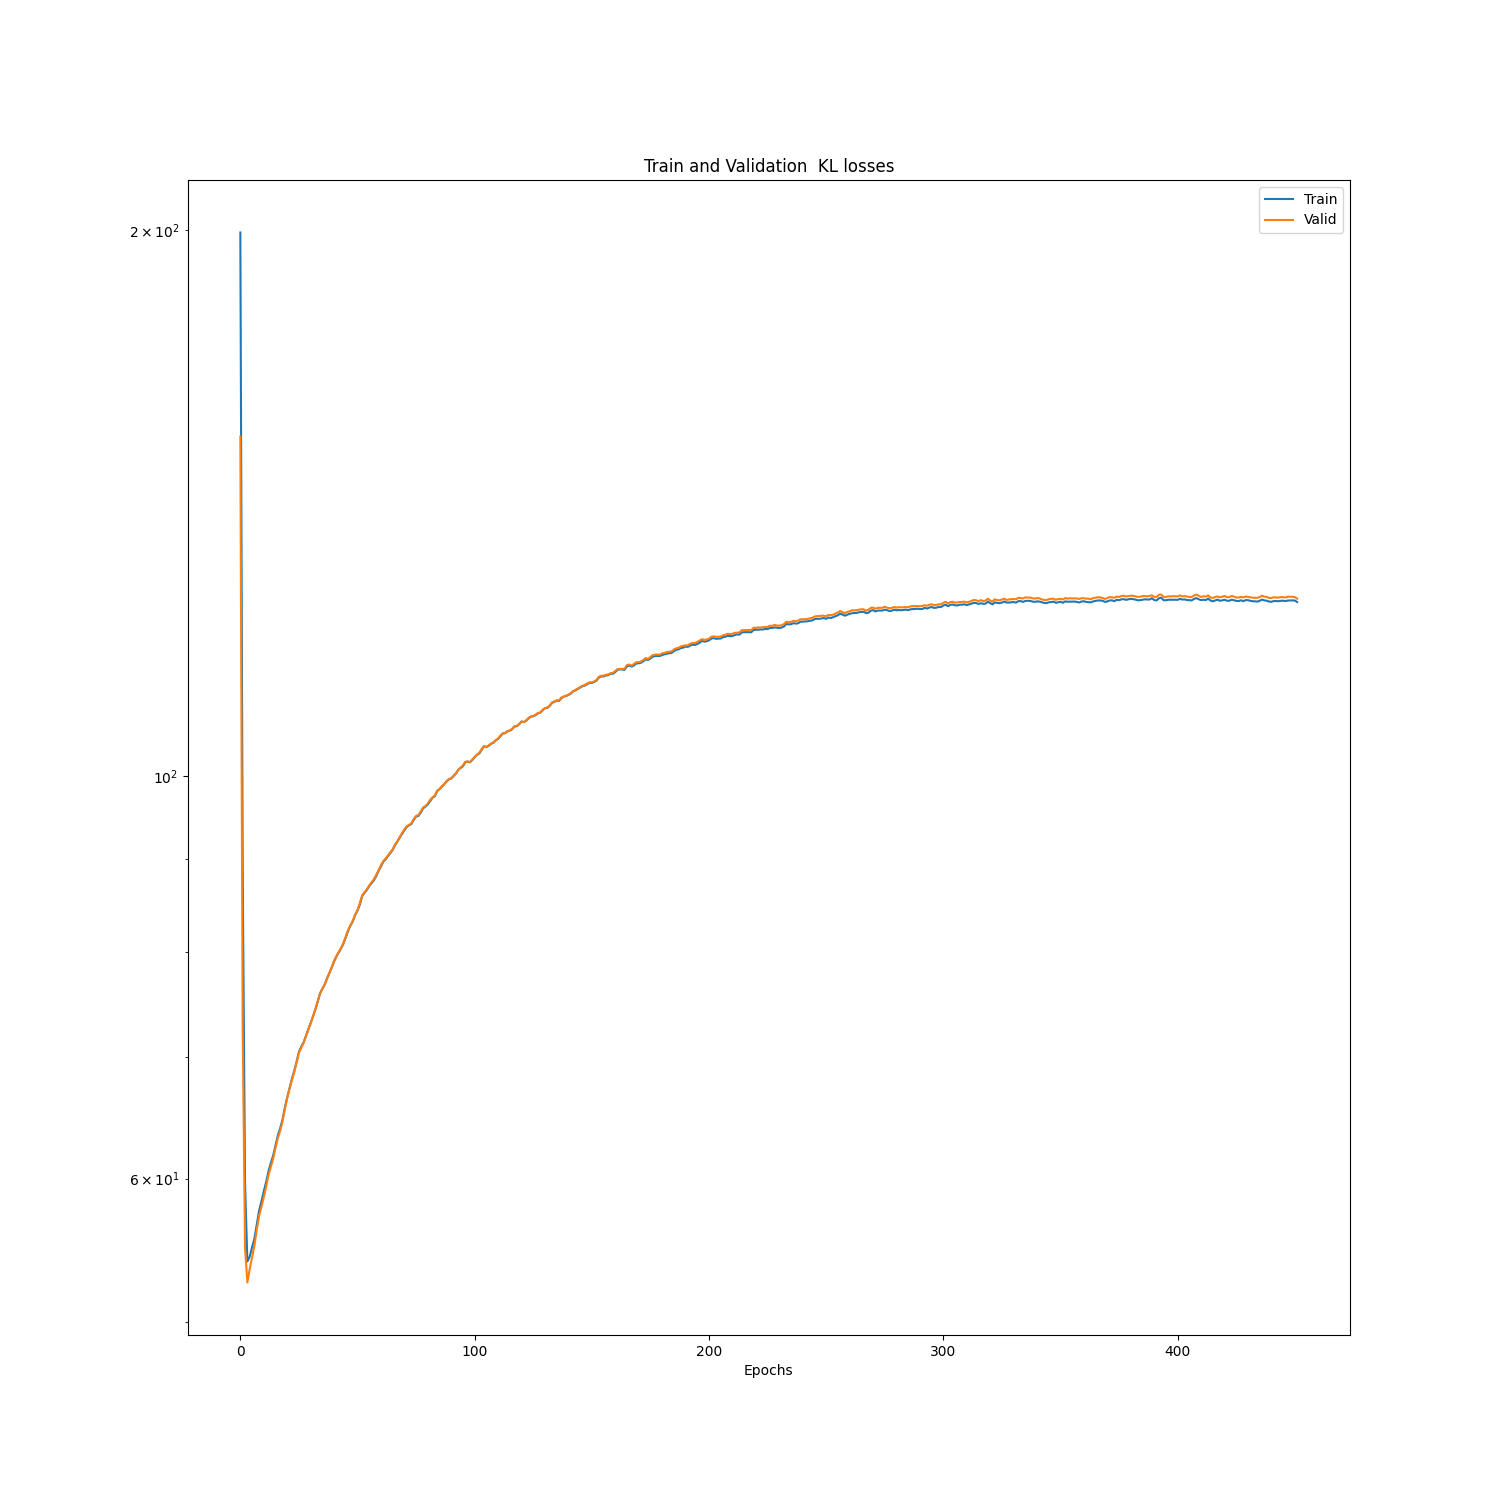 Train and Validation  KL losses
Train
Valid
2 × 10²
10²
6 × 10¹
0 100 200 300 400
Epochs